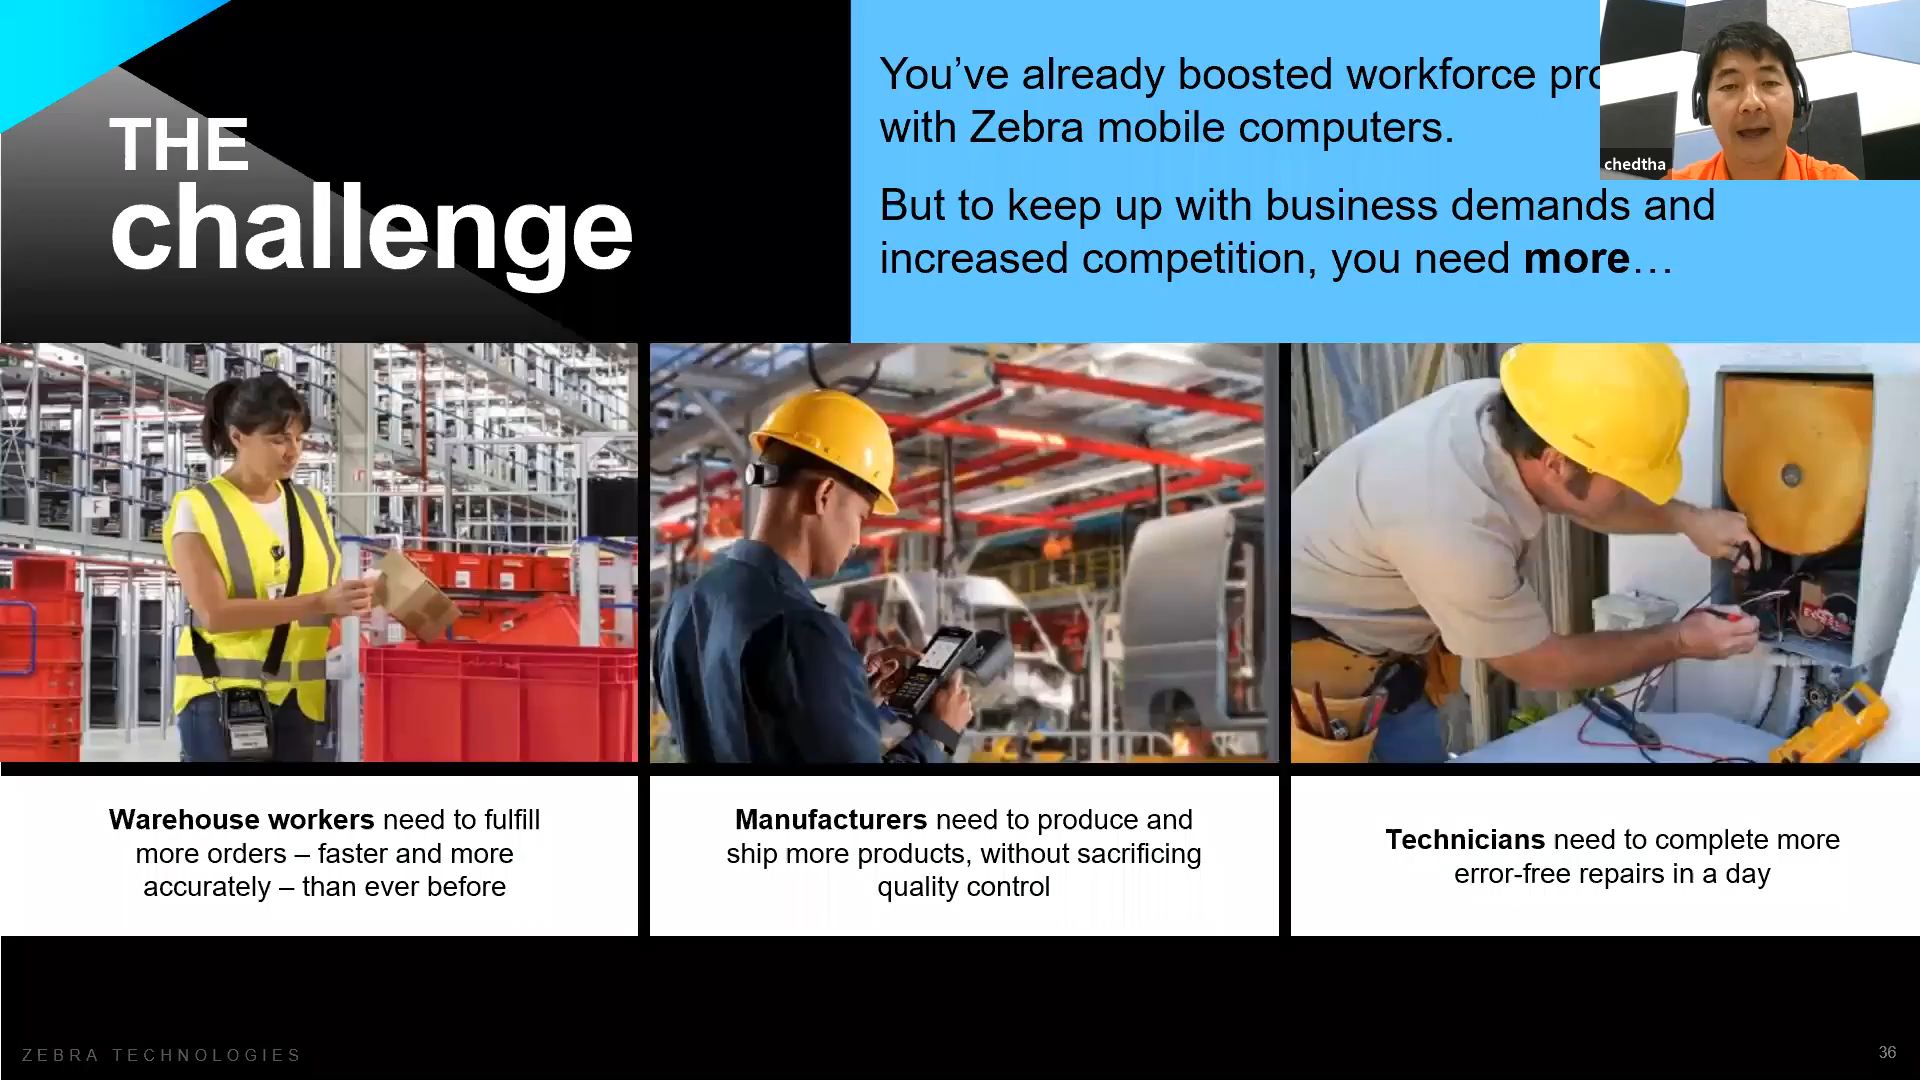 THE
challenge
You’ve already boosted workforce
with Zebra mobile computers.
But to keep up with business demands and
increased competition, you need more…
chedtha
F
Warehouse workers need to fulfill
more orders – faster and more
accurately – than ever before
Manufacturers need to produce and
ship more products, without sacrificing
quality control
Technicians need to complete more
error-free repairs in a day
ZEBRA TECHNOLOGIES
36